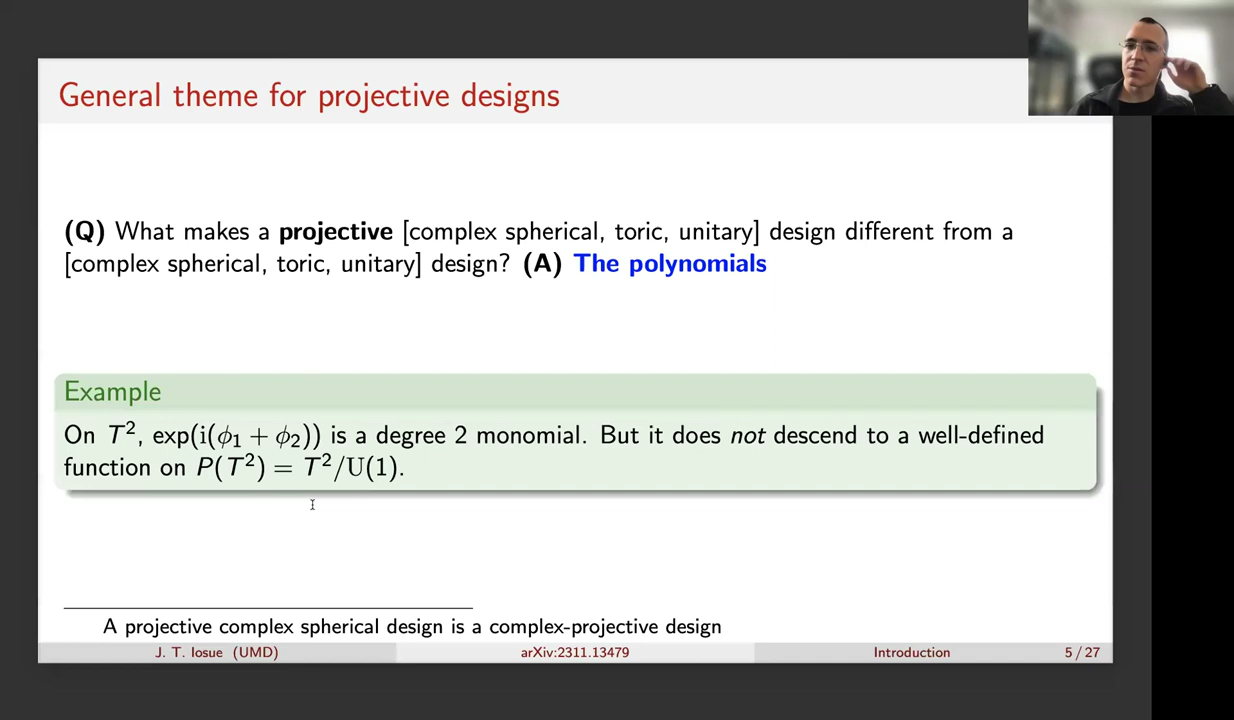 General theme for projective designs
(Q) What makes a projective [complex spherical, toric, unitary] design different from a
[complex spherical, toric, unitary] design? (A) The polynomials
Example
On T², exp(i(ϕ₁ + ϕ₂)) is a degree 2 monomial. But it does not descend to a well-defined
function on P(T²) = T²/U(1).
A projective complex spherical design is a complex-projective design
J. T. Iosue (UMD) arXiv:2311.13479 Introduction 5 / 27